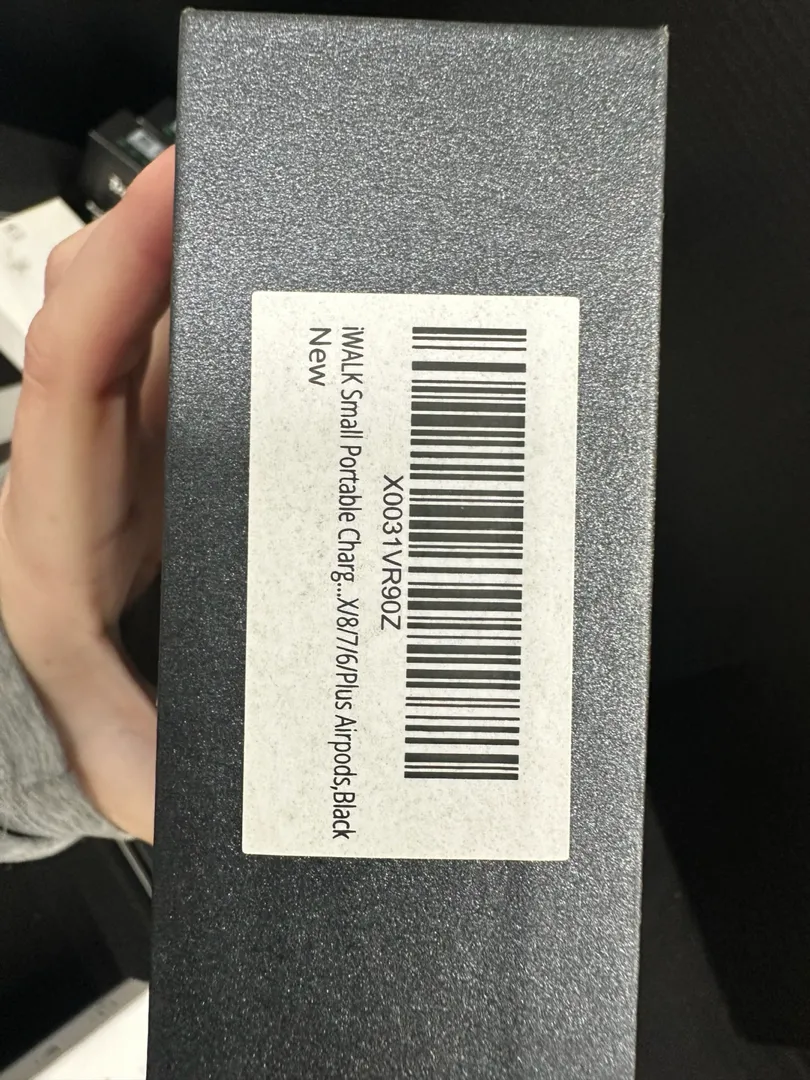 X0031VR90Z
iWALK Small Portable Charg...X/8/7/6/Plus Airpods,Black
New